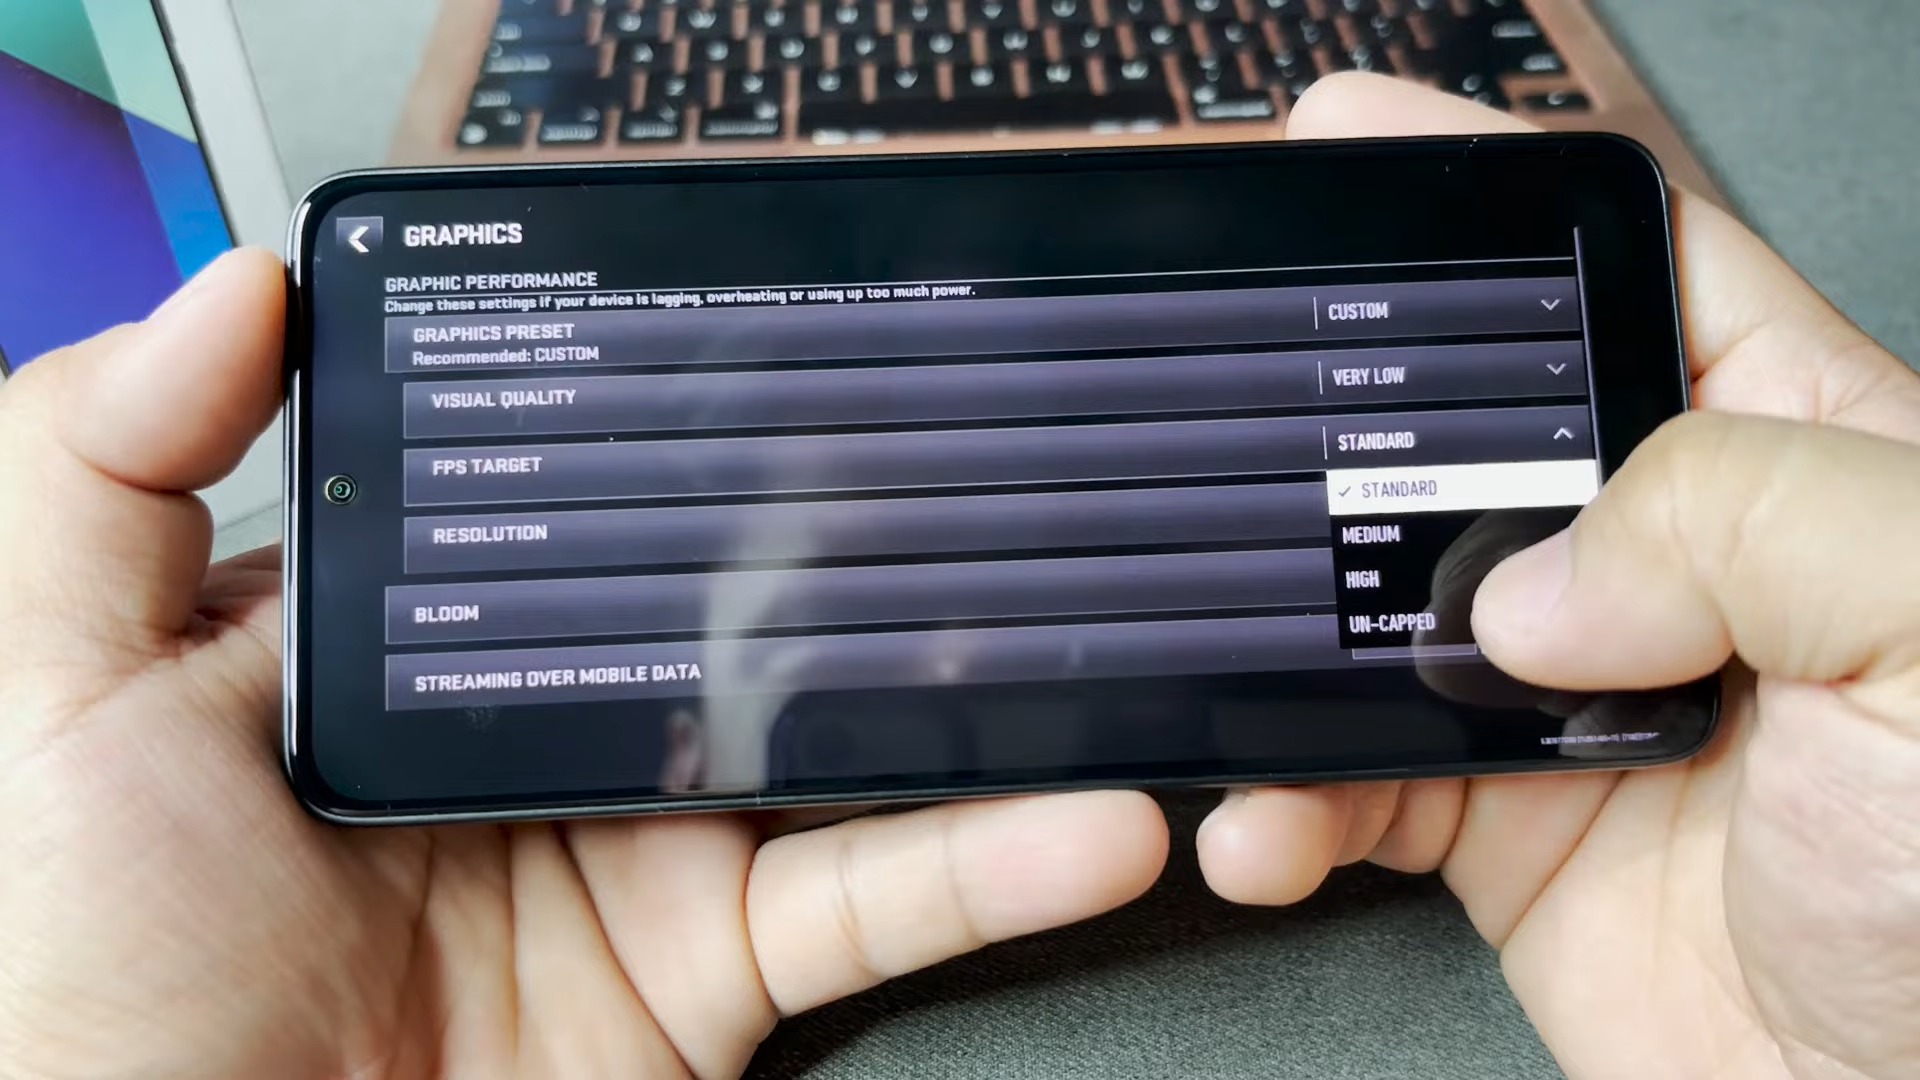 GRAPHICS
GRAPHIC PERFORMANCE
Change these settings if your device is lagging, overheating or using up too much power.
GRAPHICS PRESET
Recommended: CUSTOM
CUSTOM
VISUAL QUALITY
VERY LOW
FPS TARGET
STANDARD
✓ STANDARD
MEDIUM
HIGH
UN-CAPPED
RESOLUTION
BLOOM
STREAMING OVER MOBILE DATA